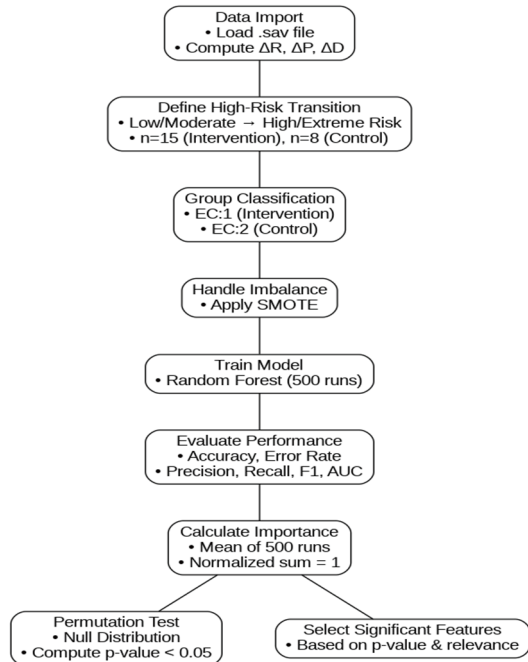 Data Import
• Load .sav file
• Compute ΔR, ΔP, ΔD
Define High-Risk Transition
• Low/Moderate → High/Extreme Risk
• n=15 (Intervention), n=8 (Control)
Group Classification
• EC:1 (Intervention)
• EC:2 (Control)
Handle Imbalance
• Apply SMOTE
Train Model
• Random Forest (500 runs)
Evaluate Performance
• Accuracy, Error Rate
• Precision, Recall, F1, AUC
Calculate Importance
• Mean of 500 runs
• Normalized sum = 1
Permutation Test
• Null Distribution
• Compute p-value < 0.05
Select Significant Features
• Based on p-value & relevance